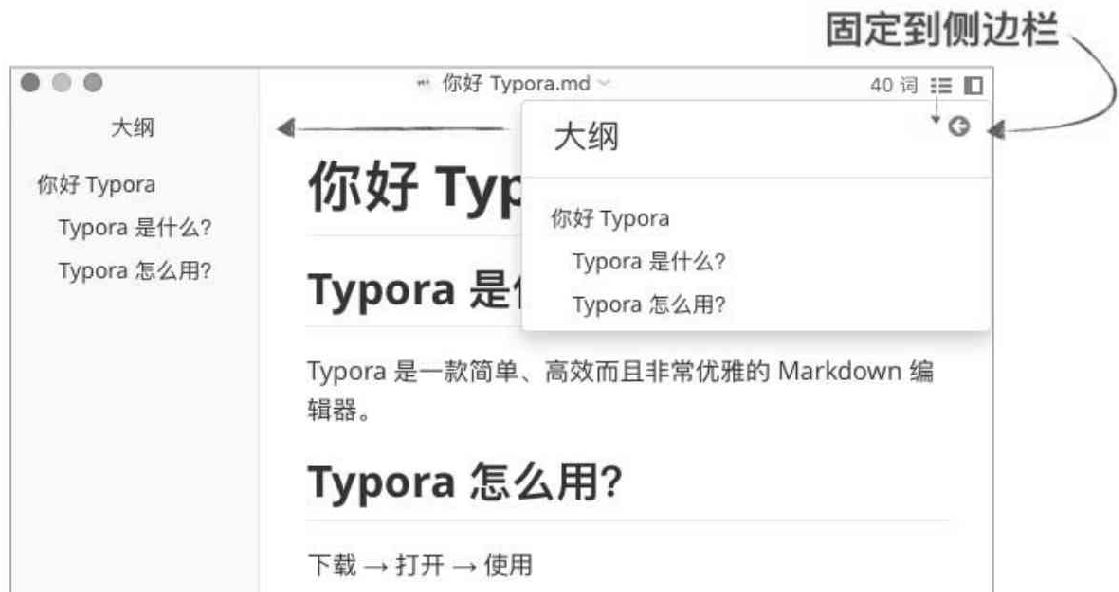 固定到侧边栏
你好 Typora.md
40 词
大纲
你好 Typora
Typora 是什么?
Typora 怎么用?
大纲
你好 Typora
Typora 是什么?
Typora 怎么用?
你好 Typ
Typora 是
Typora 是一款简单、高效而且非常优雅的 Markdown 编
辑器。
Typora 怎么用?
下载 → 打开 → 使用